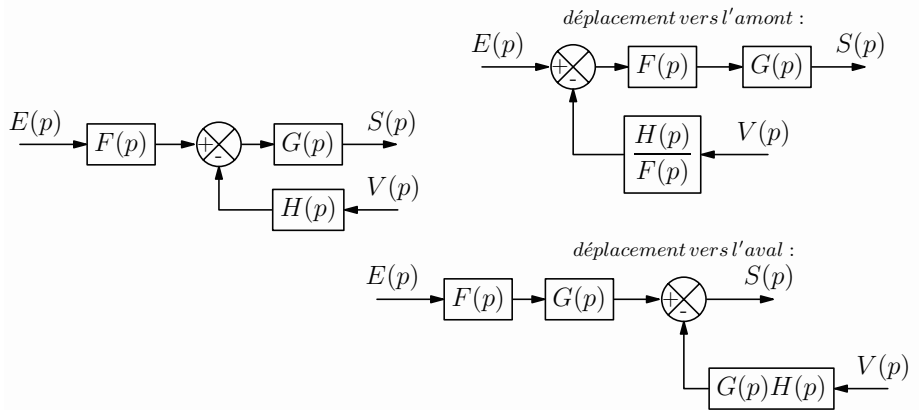 E(p)
F(p)
+
-
G(p)
S(p)
H(p)
V(p)
déplacement vers l'amont :
E(p)
+
-
F(p)
G(p)
S(p)
H(p)
F(p)
V(p)
déplacement vers l'aval :
E(p)
F(p)
G(p)
+
-
S(p)
G(p)H(p)
V(p)